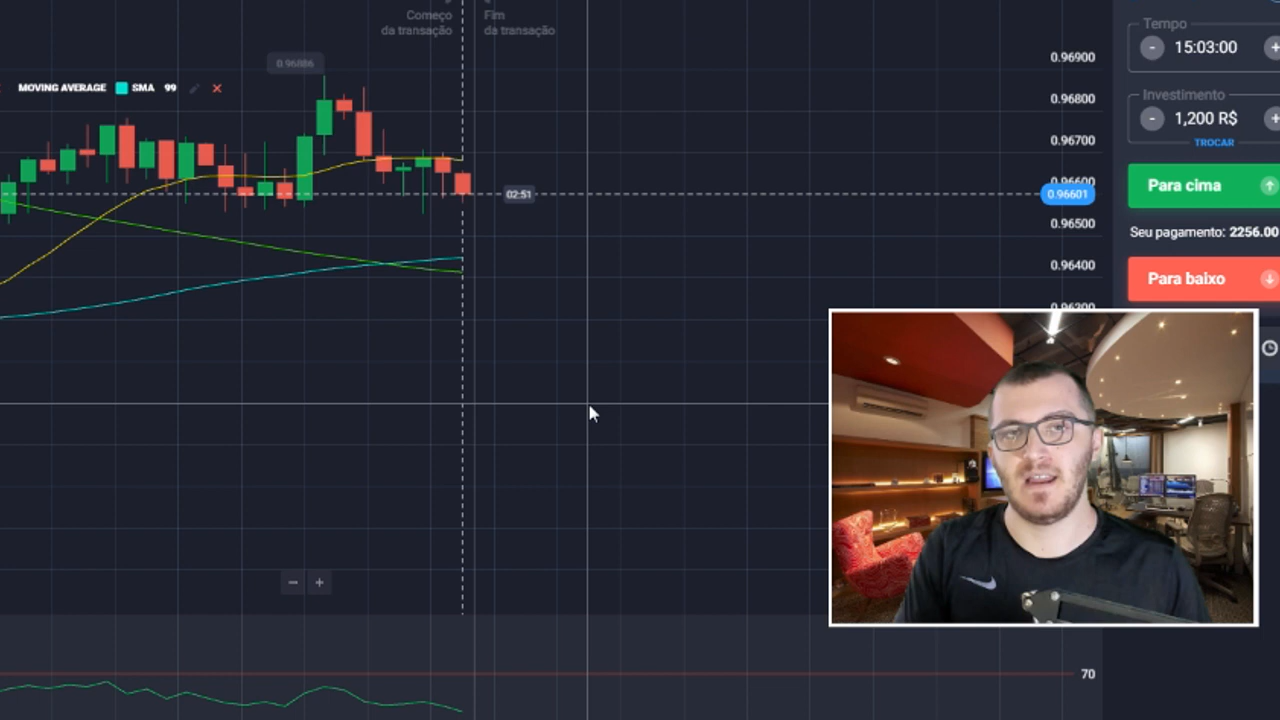 Começo
da transação
Fim
da transação
0.96886
MOVING AVERAGE SMA 99
02:51
0.96900
0.96800
0.96700
0.96600
0.96601
0.96500
0.96400
0.96300
70
Tempo
- 15:03:00 +
Investimento
- 1,200 R$ +
TROCAR
Para cima
Seu pagamento: 2256.00
Para baixo